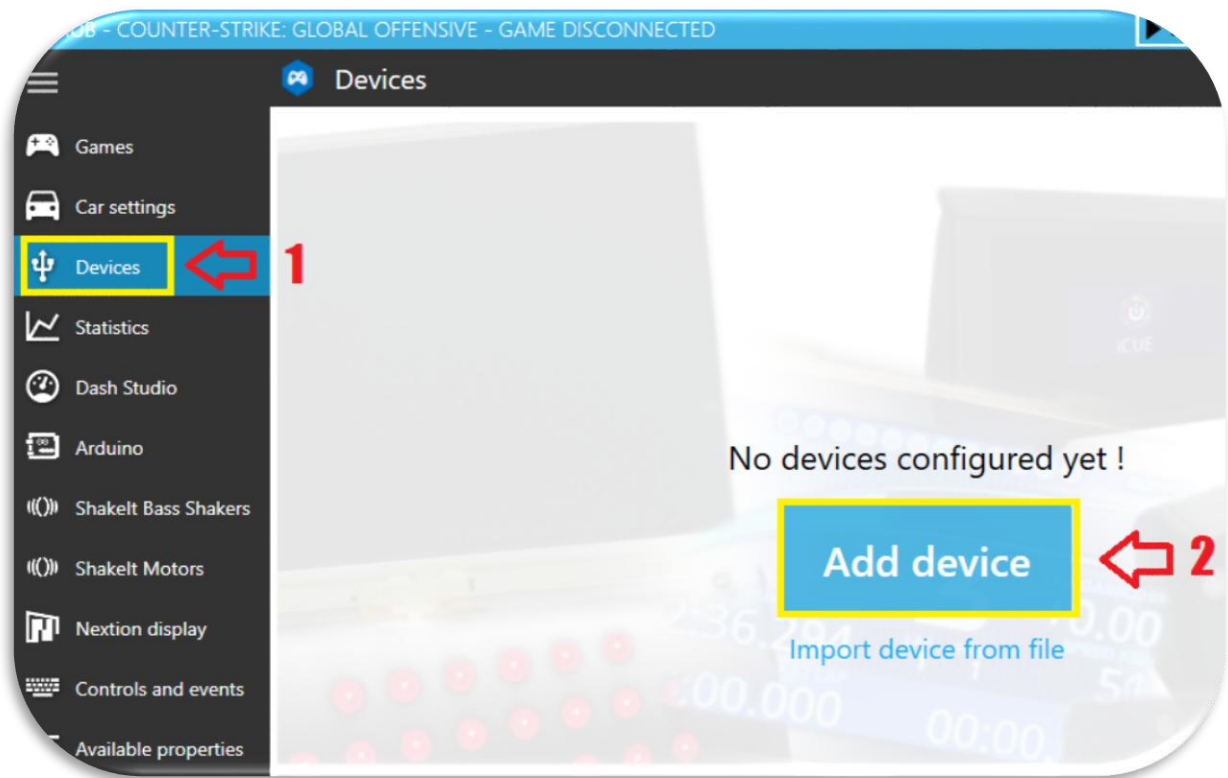 - COUNTER-STRIKE: GLOBAL OFFENSIVE - GAME DISCONNECTED
Devices
Games
Car settings
Devices
1
Statistics
Dash Studio
Arduino
ShakeIt Bass Shakers
ShakeIt Motors
Nextion display
Controls and events
Available properties
iCUE
No devices configured yet !
Add device
2
Import device from file